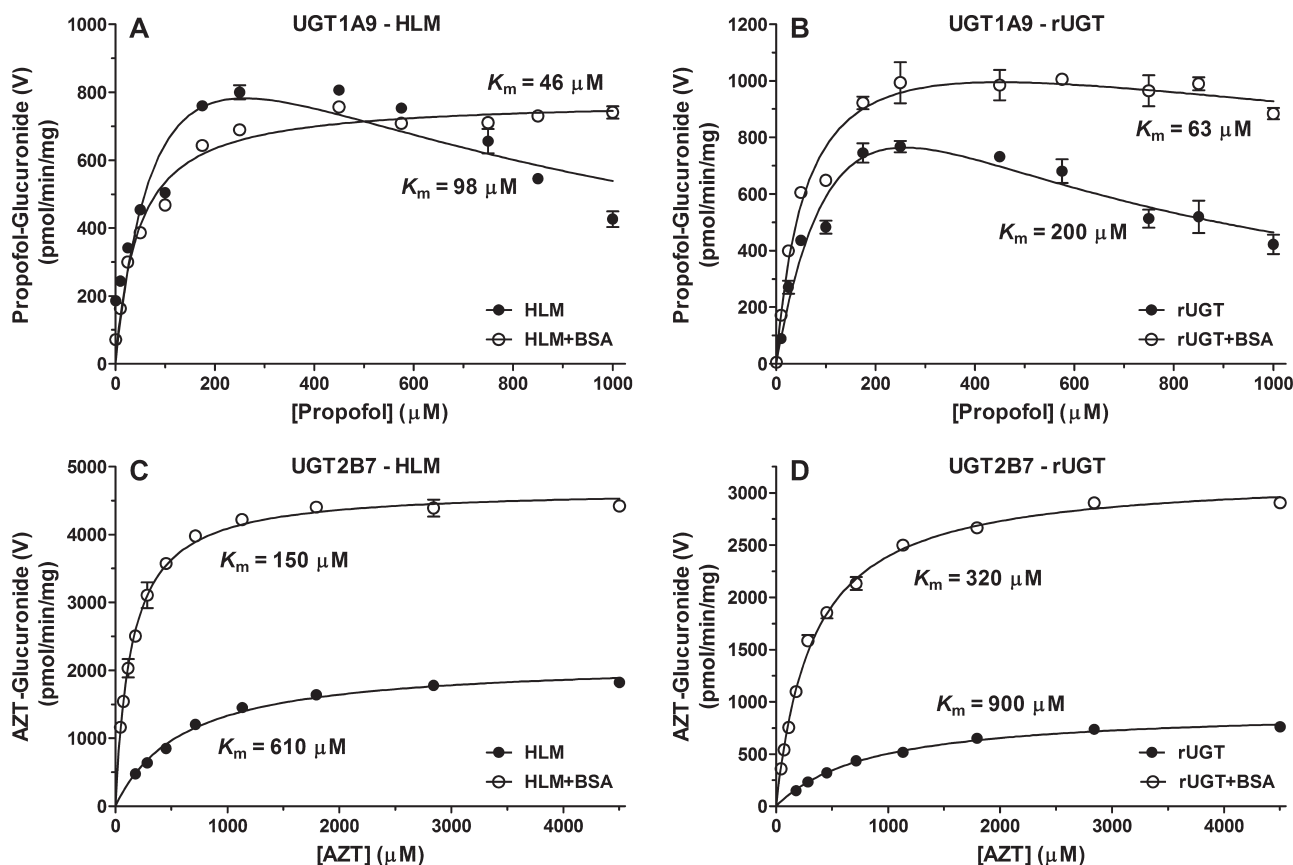 A
UGT1A9 - HLM
Propofol-Glucuronide (V)
(pmol/min/mg)
1000
800
600
400
200
0
Km = 46 μM
Km = 98 μM
HLM
HLM+BSA
0 200 400 600 800 1000
[Propofol] (μM)
B
UGT1A9 - rUGT
Propofol-Glucuronide (V)
(pmol/min/mg)
1200
1000
800
600
400
200
0
Km = 63 μM
Km = 200 μM
rUGT
rUGT+BSA
0 200 400 600 800 1000
[Propofol] (μM)
C
UGT2B7 - HLM
AZT-Glucuronide (V)
(pmol/min/mg)
5000
4000
3000
2000
1000
0
Km = 150 μM
Km = 610 μM
HLM
HLM+BSA
0 1000 2000 3000 4000
[AZT] (μM)
D
UGT2B7 - rUGT
AZT-Glucuronide (V)
(pmol/min/mg)
3000
2500
2000
1500
1000
500
0
Km = 320 μM
Km = 900 μM
rUGT
rUGT+BSA
0 1000 2000 3000 4000
[AZT] (μM)